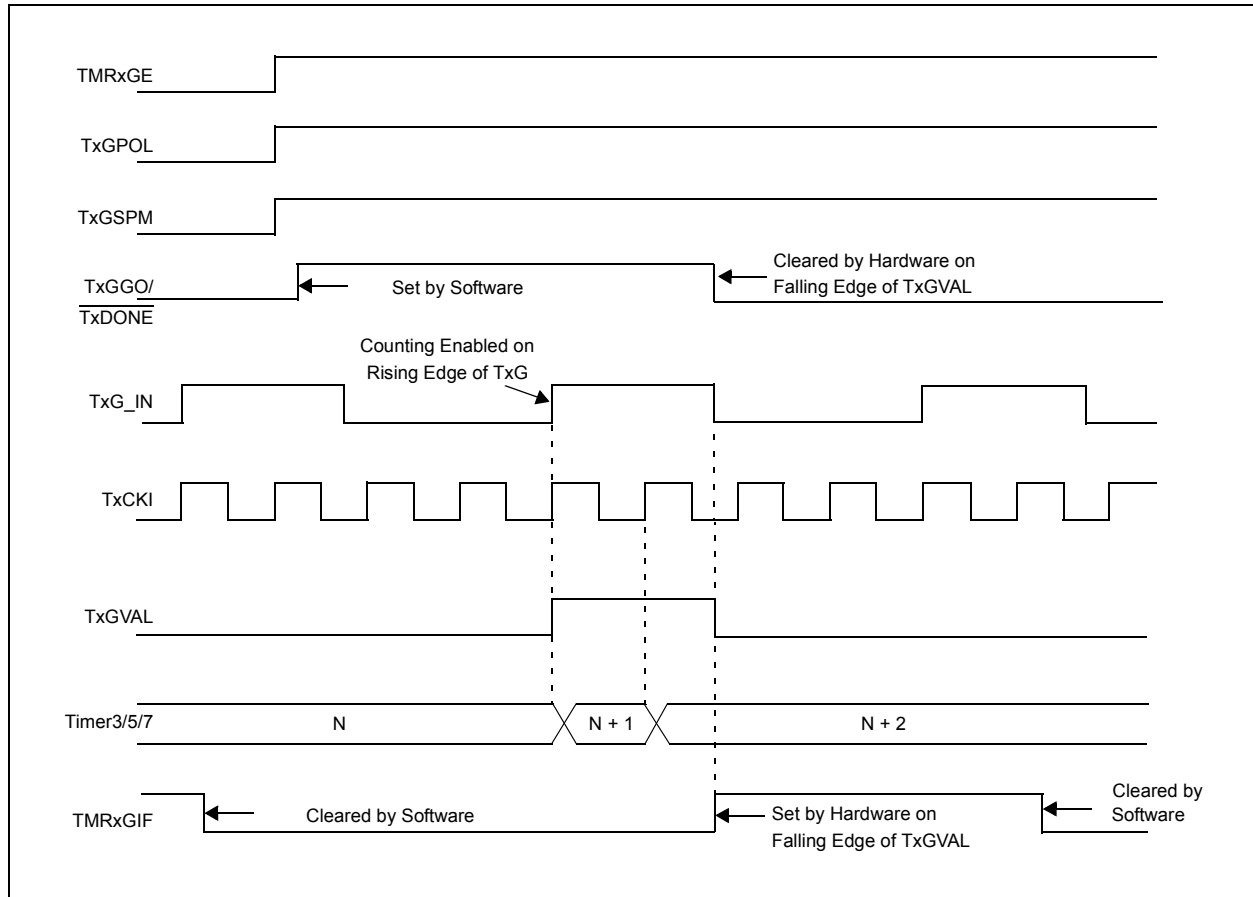 TMRxGE
TxGPOL
TxGSPM
TxGGO/
TxDONE
Set by Software
Cleared by Hardware on
Falling Edge of TxGVAL
Counting Enabled on
Rising Edge of TxG
TxG_IN
TxCKI
TxGVAL
Timer3/5/7
N
N + 1
N + 2
TMRxGIF
Cleared by Software
Set by Hardware on
Falling Edge of TxGVAL
Cleared by
Software